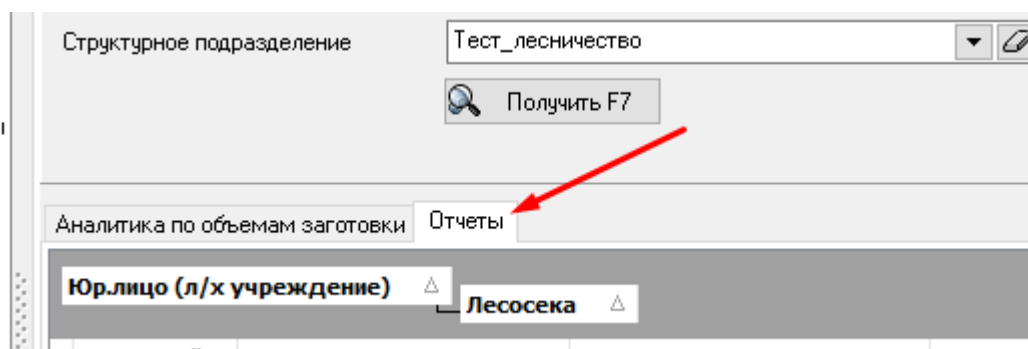 Структурное подразделение Тест_лесничество
Получить F7
Аналитика по объемам заготовки Отчеты
Юр.лицо (л/х учреждение)
Лесосека